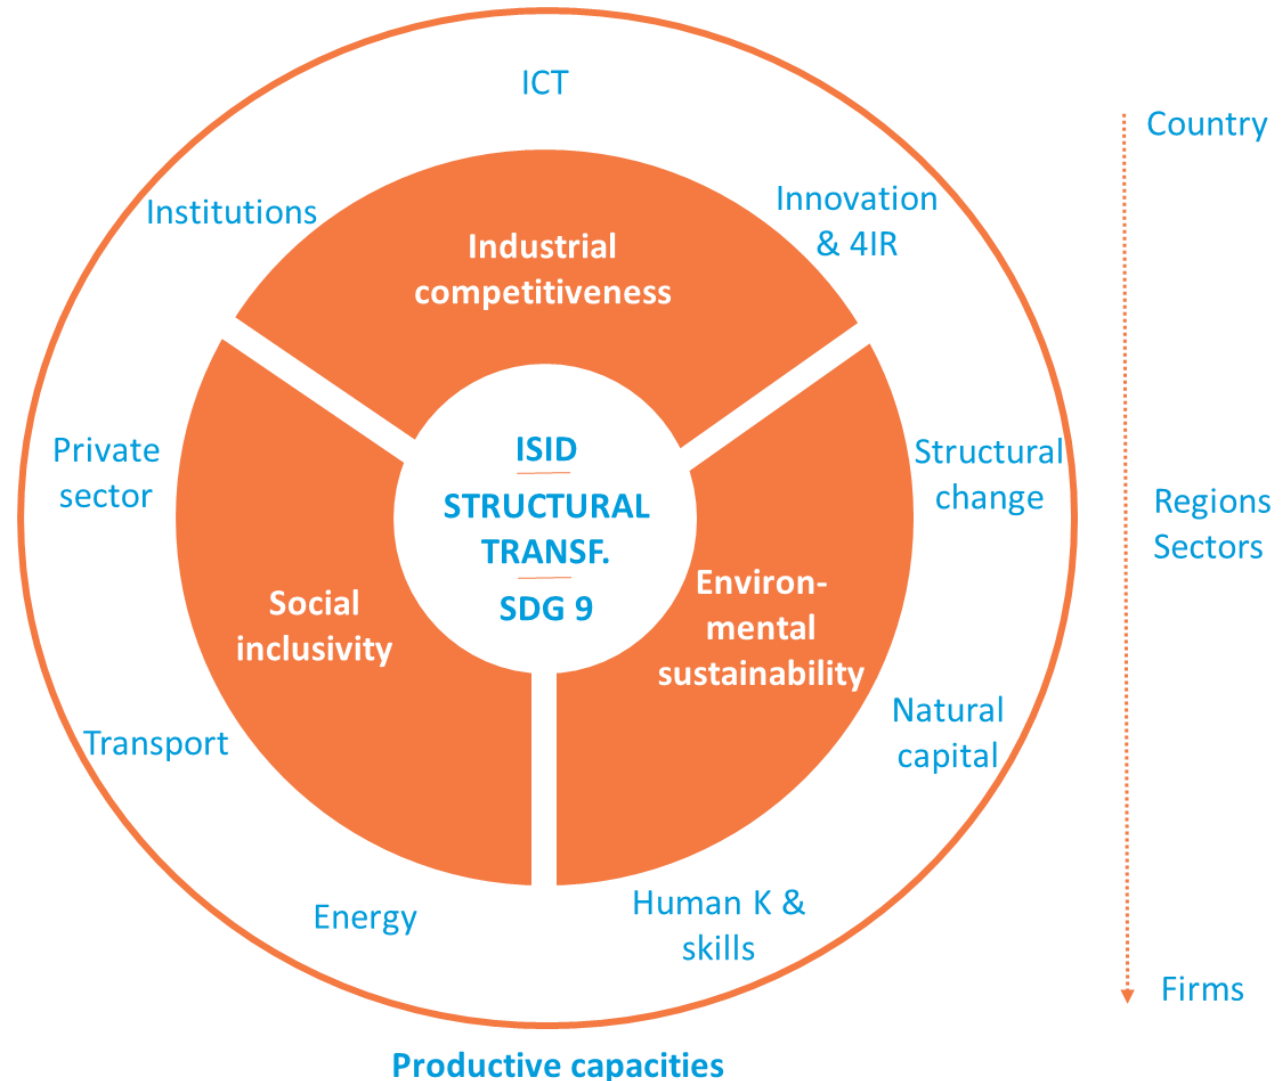 ICT
Country
Institutions
Innovation
& 4IR
Industrial
competitiveness
Private
sector
ISID
STRUCTURAL
TRANSF.
SDG 9
Structural
change
Regions
Sectors
Social
inclusivity
Environ-
mental
sustainability
Transport
Natural
capital
Energy
Human K &
skills
Firms
Productive capacities